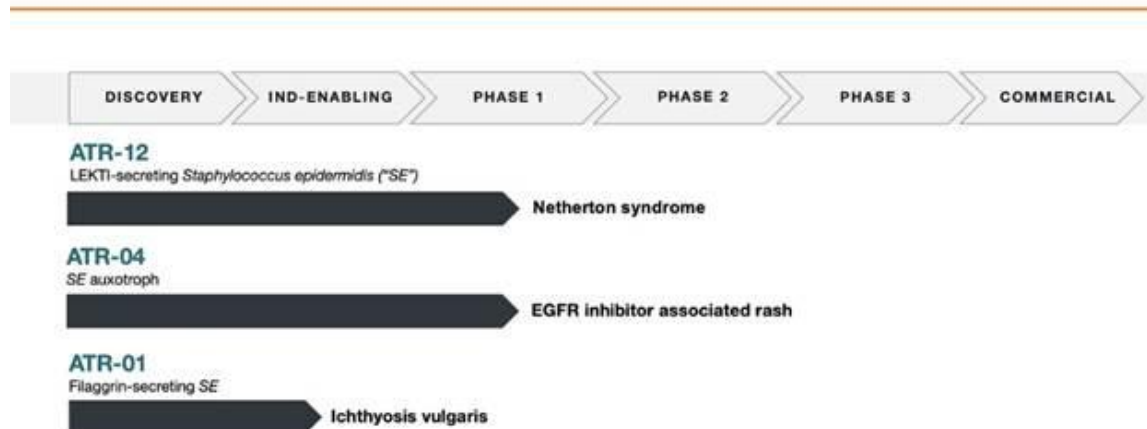 DISCOVERY IND-ENABLING PHASE 1 PHASE 2 PHASE 3 COMMERCIAL
ATR-12
LEKTI-secreting Staphylococcus epidermidis ("SE")
Netherton syndrome
ATR-04
SE auxotroph
EGFR inhibitor associated rash
ATR-01
Filaggrin-secreting SE
Ichthyosis vulgaris